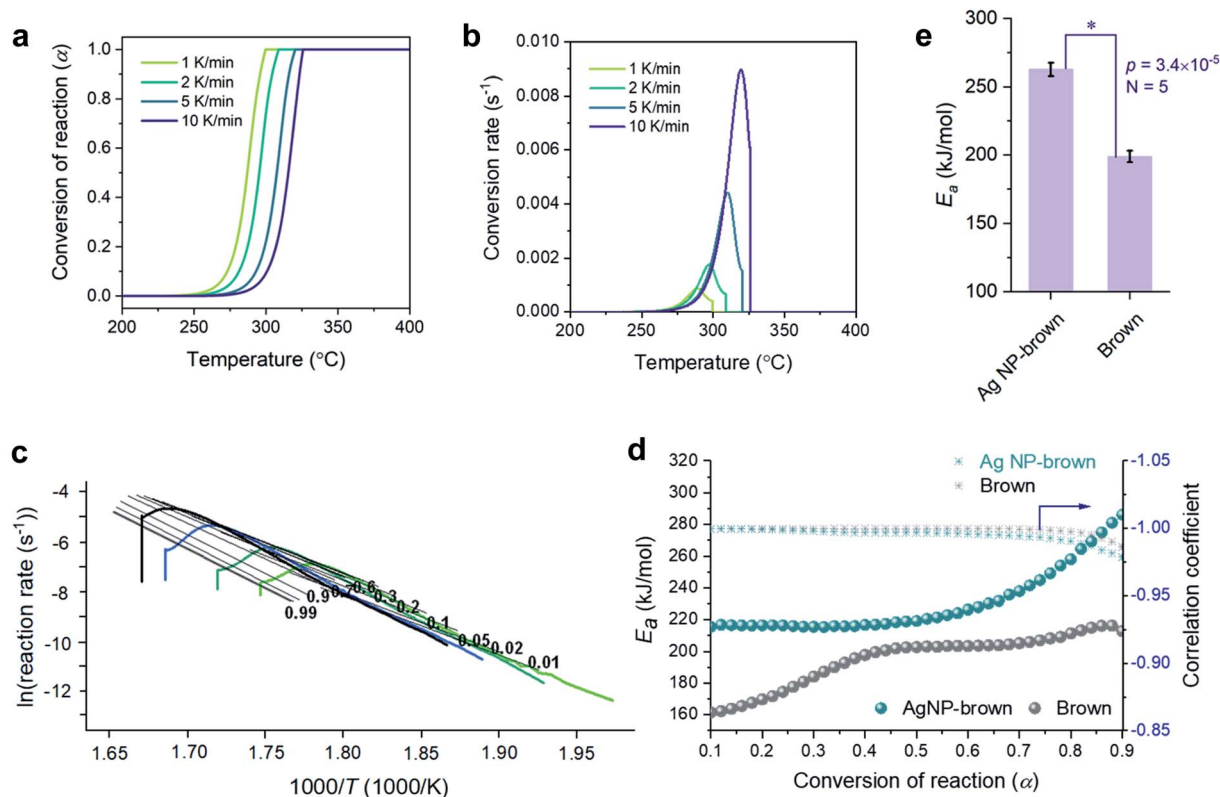 a
1.0
0.8
0.6
0.4
0.2
0.0
Conversion of reaction (α)
1 K/min
2 K/min
5 K/min
10 K/min
200 250 300 350 400
Temperature (°C)
b
0.010
0.008
0.006
0.004
0.002
0.000
Conversion rate (s⁻¹)
1 K/min
2 K/min
5 K/min
10 K/min
200 250 300 350 400
Temperature (°C)
e
300
250
200
263
100
Ea (kJ/mol)
*
p = 3.4×10⁻⁵
N = 5
Ag NP-brown
Brown
c
-4
-6
-8
-10
-12
ln(reaction rate (s⁻¹))
0.99
0.9
0.7
0.6
0.3
0.2
0.1
0.05
0.02
0.01
1.65 1.70 1.75 1.80 1.85 1.90 1.95
1000/T (1000/K)
d
320
300
280
260
240
220
200
180
160
Ea (kJ/mol)
Ag NP-brown
Brown
AgNP-brown
Brown
-1.05
-1.00
-0.95
-0.90
-0.85
Correlation coefficient
0.1 0.2 0.3 0.4 0.5 0.6 0.7 0.8 0.9
Conversion of reaction (α)